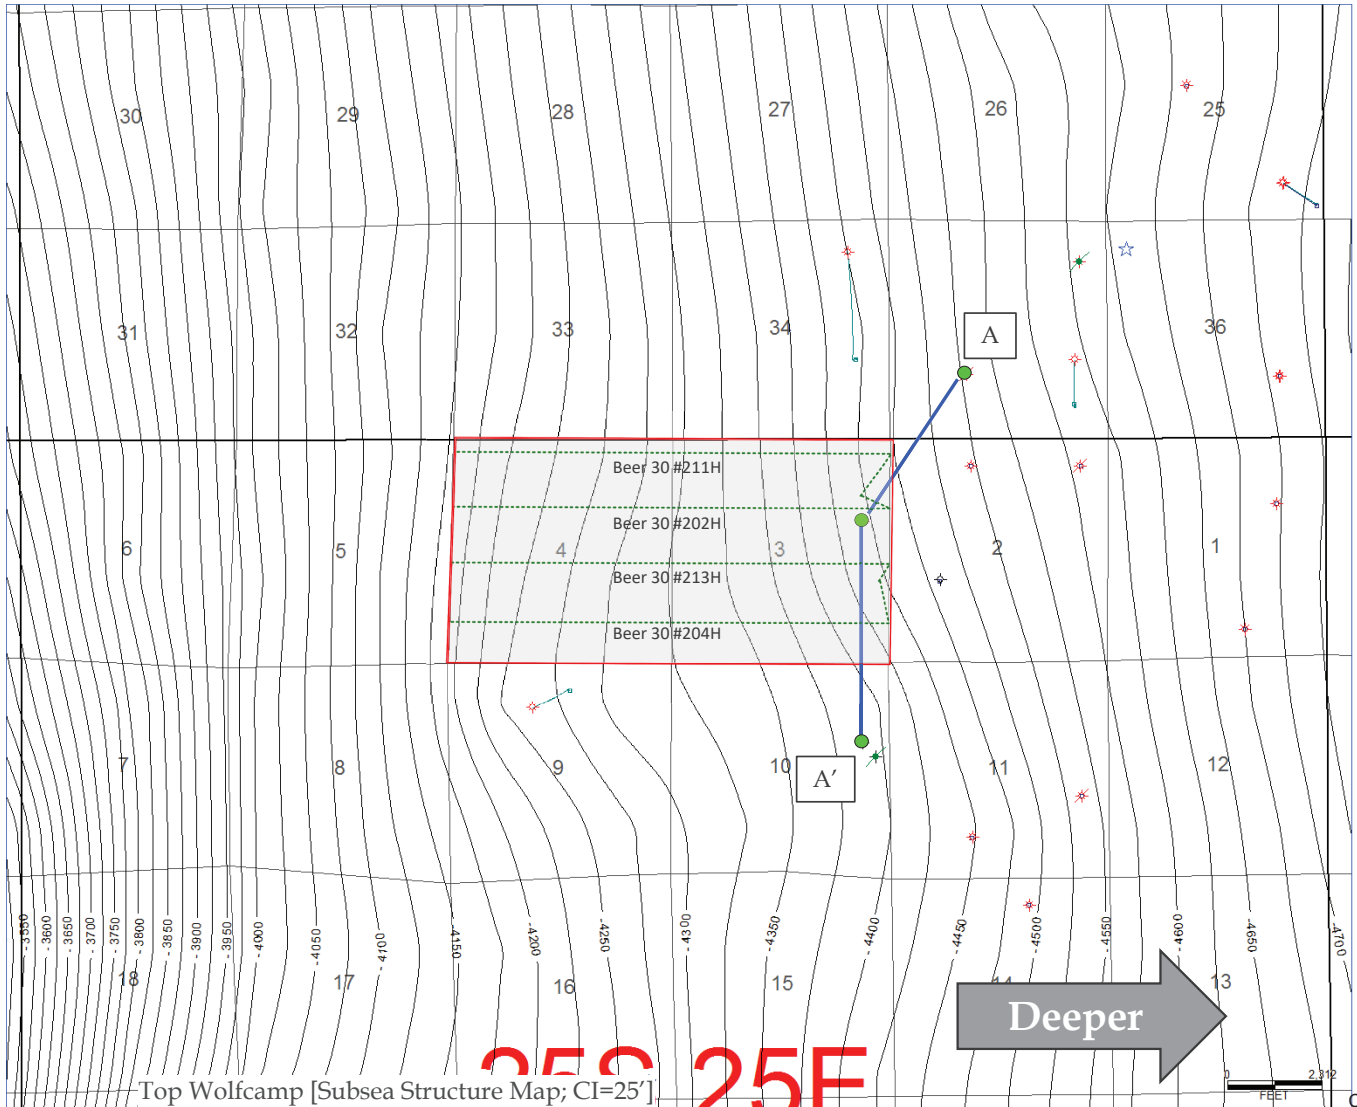 30 29 28 27 26 25
31 32 33 34 36
A
Beer 30 #211H
Beer 30 #202H
6 5 4 3 2 1
Beer 30 #213H
Beer 30 #204H
7 8 9 10 11 12
A′
-3550 -3600 -3650 -3700 -3750 -3800 -3850 -3900 -3950 -4000 -4050 -4100 -4150 -4200 -4250 -4300 -4350 -4400 -4450 -4500 -4550 -4600 -4650 -4700
18 17 16 15 14 13
Deeper
25S 25E
Top Wolfcamp [Subsea Structure Map; CI=25′]
0 2,312
FEET